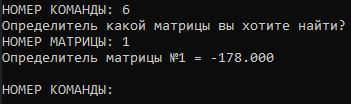 НОМЕР КОМАНДЫ: 6
Определитель какой матрицы вы хотите найти?
НОМЕР МАТРИЦЫ: 1
Определитель матрицы №1 = -178.000
НОМЕР КОМАНДЫ: